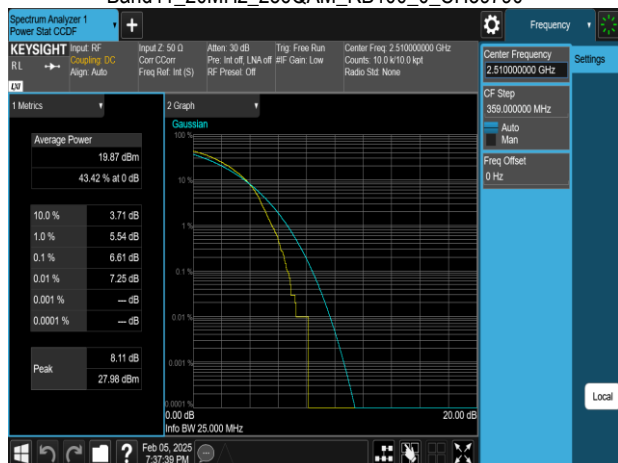 Spectrum Analyzer 1
Power Stat CCDF
Frequency
KEYSIGHT
RL
Input: RF
Coupling: DC
Align: Auto
Input Z: 50 Ω
Corr CCorr
Freq Ref: Int (S)
Atten: 30 dB
Pre: Int off, LNA off
RF Preset: Off
Trig: Free Run
#IF Gain: Low
Center Freq: 2.510000000 GHz
Counts: 10.0 k/10.0 kpt
Radio Std: None
LXI
Center Frequency
2.510000000 GHz
Settings
CF Step
359.000000 MHz
Auto
Man
Freq Offset
0 Hz
1 Metrics
Average Power
19.87 dBm
43.42 % at 0 dB
10.0 % 3.71 dB
1.0 % 5.54 dB
0.1 % 6.61 dB
0.01 % 7.25 dB
0.001 % --- dB
0.0001 % --- dB
Peak
8.11 dB
27.98 dBm
2 Graph
Gaussian
100 %
10 %
1 %
0.1 %
0.01 %
0.001 %
0.0001 %
0.00 dB 20.00 dB
Info BW 25.000 MHz
Local
?
Feb 05, 2025
7:37:39 PM